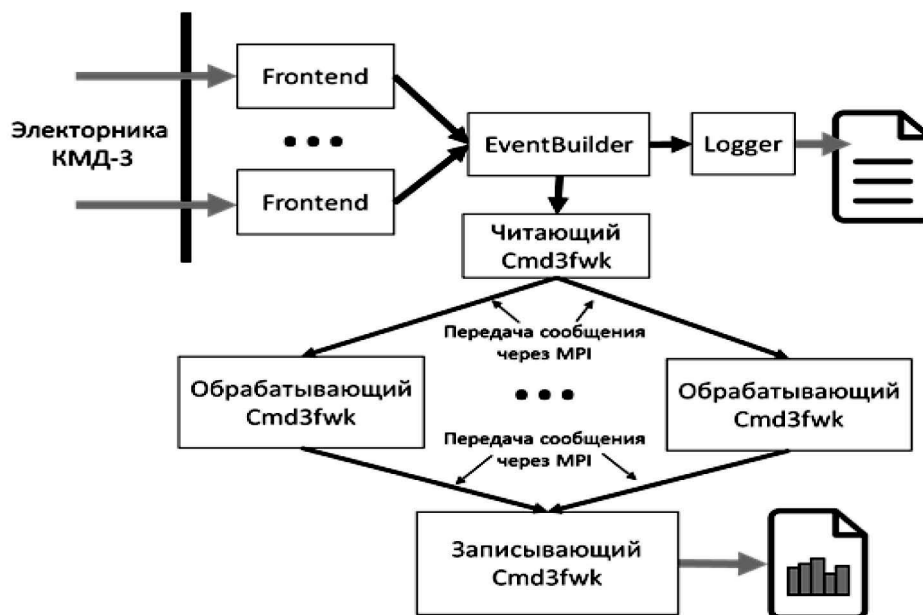 Frontend
Электорника
КМД-3
EventBuilder
Logger
Frontend
Читающий
Cmd3fwk
Передача сообщения
через MPI
Обрабатывающий
Cmd3fwk
Обрабатывающий
Cmd3fwk
Передача сообщения
через MPI
Записывающий
Cmd3fwk